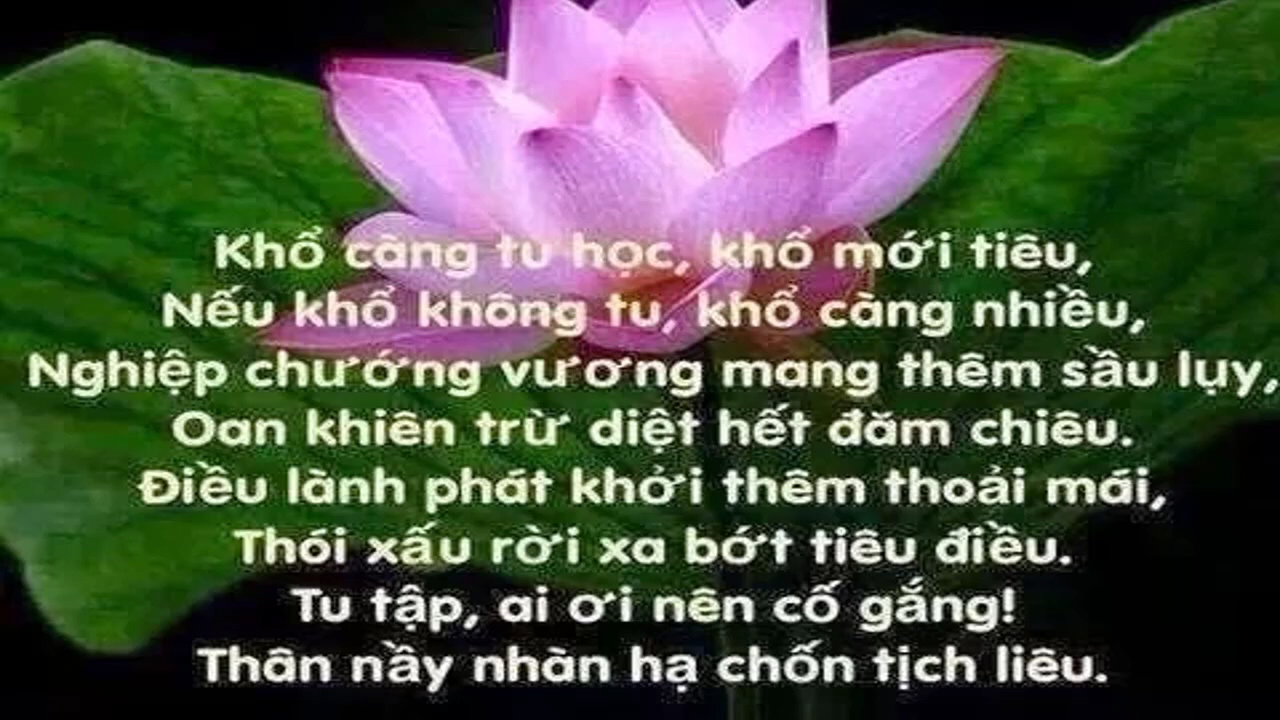 Khổ càng tu học, khổ mới tiêu,
Nếu khổ không tu, khổ càng nhiều,
Nghiệp chướng vương mang thêm sầu lụy,
Oan khiên trừ diệt hết đăm chiêu.
Điều lành phát khởi thêm thoải mái,
Thói xấu rời xa bớt tiêu điều.
Tu tập, ai ơi nên cố gắng!
Thân nầy nhàn hạ chốn tịch liêu.